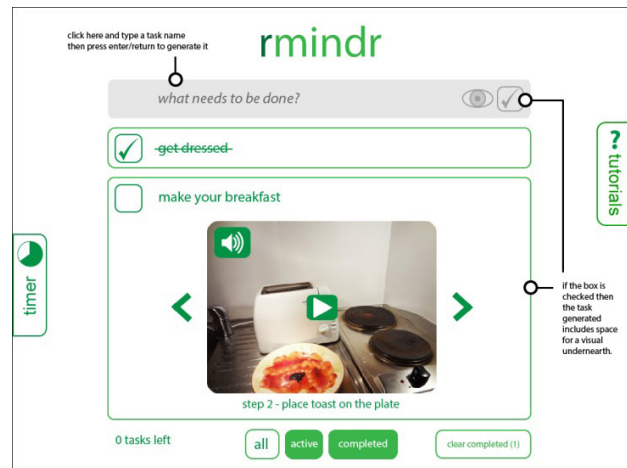 click here and type a task name
then press enter/return to generate it
rmindr
what needs to be done?
get dressed
? tutorials
make your breakfast
timer
if the box is
checked then
the task
generated
includes space
for a visual
undernearth.
step 2 - place toast on the plate
0 tasks left
all
active
completed
clear completed (1)